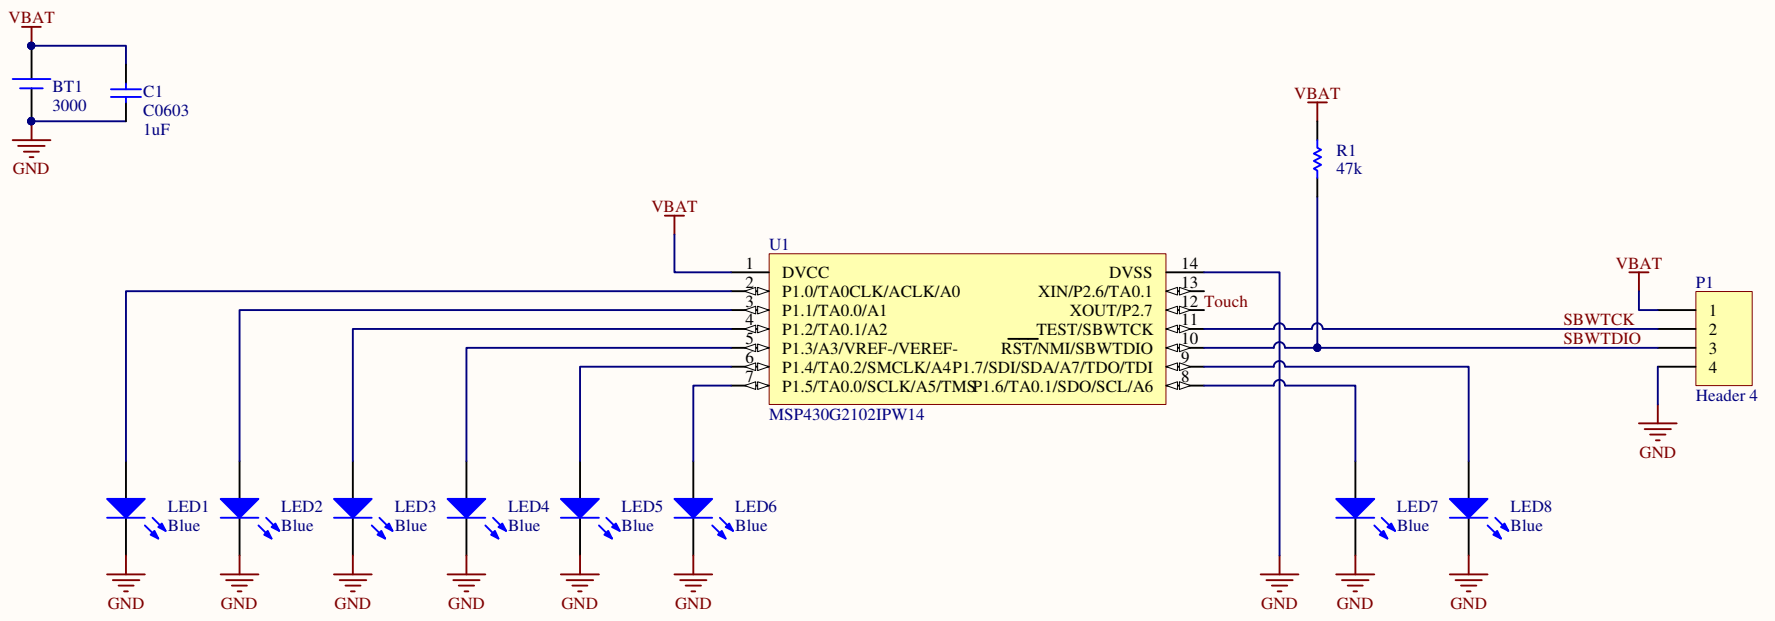 VBAT
BT1
3000
C1
C0603
1uF
GND
VBAT
R1
47k
VBAT
U1
1 DVCC DVSS 14
2 P1.0/TA0CLK/ACLK/A0 XIN/P2.6/TA0.1 13
3 P1.1/TA0.0/A1 XOUT/P2.7 12 Touch
4 P1.2/TA0.1/A2 TEST/SBWTCK 11
5 P1.3/A3/VREF-/VEREF- RST/NMI/SBWTDIO 10
6 P1.4/TA0.2/SMCLK/A4 P1.7/SDI/SDA/A7/TDO/TDI 9
7 P1.5/TA0.0/SCLK/A5/TMS P1.6/TA0.1/SDO/SCL/A6 8
MSP430G2102IPW14
VBAT
P1
1
SBWTCK 2
SBWTDIO 3
4
Header 4
GND
LED1
Blue
LED2
Blue
LED3
Blue
LED4
Blue
LED5
Blue
LED6
Blue
LED7
Blue
LED8
Blue
GND GND GND GND GND GND GND GND GND